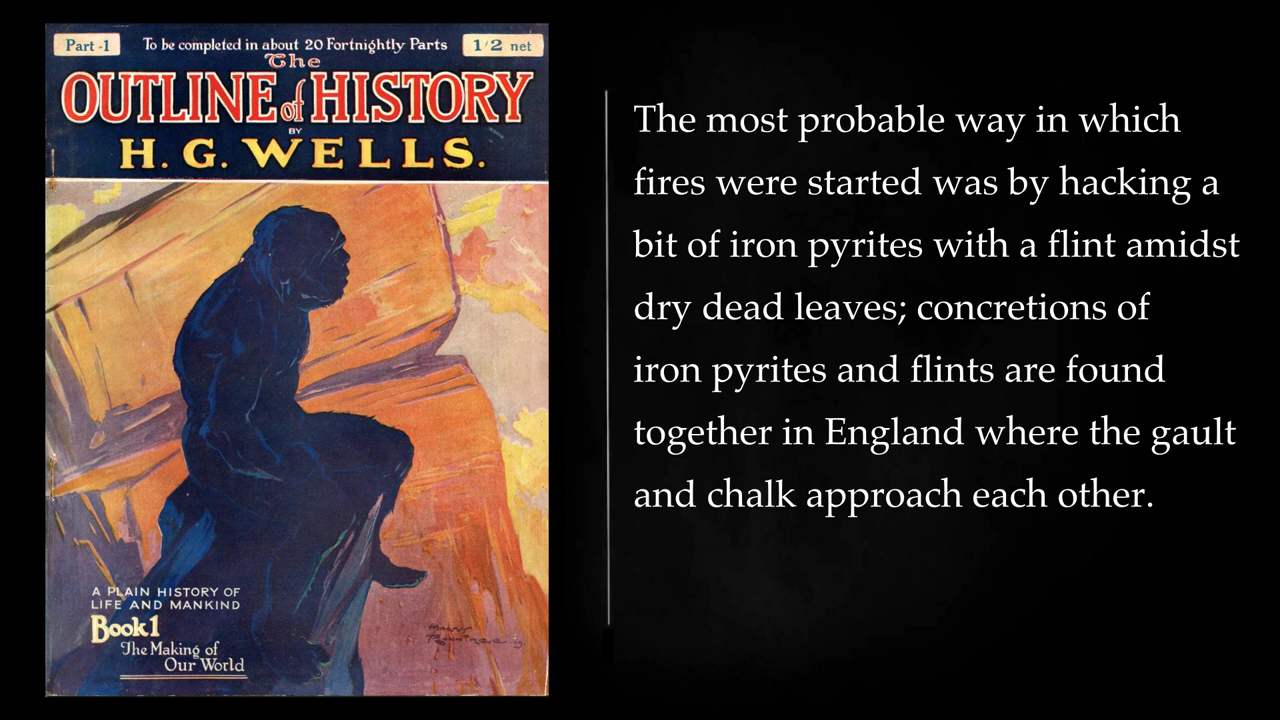 Part -1
To be completed in about 20 Fortnightly Parts
1/2 net
The
OUTLINE of HISTORY
BY
H. G. WELLS.
A PLAIN HISTORY OF
LIFE AND MANKIND
Book 1
The Making of
Our World
The most probable way in which
fires were started was by hacking a
bit of iron pyrites with a flint amidst
dry dead leaves; concretions of
iron pyrites and flints are found
together in England where the gault
and chalk approach each other.